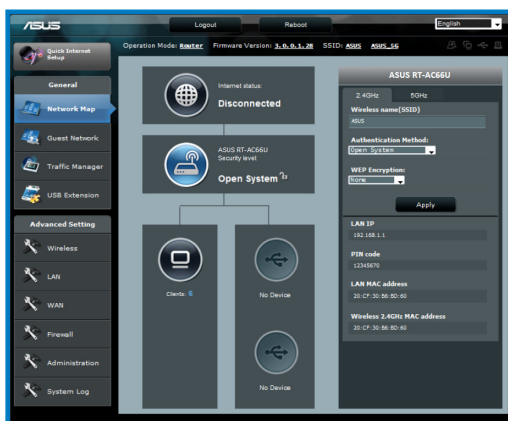 ASUS
Logout
Reboot
English
Quick Internet Setup
Operation Mode: Router Firmware Version: 3.0.0.1.28 SSID: ASUS ASUS_5G
General
Network Map
Guest Network
Traffic Manager
USB Extension
Advanced Setting
Wireless
LAN
WAN
Firewall
Administration
System Log
Internet status:
Disconnected
ASUS RT-AC66U
Security level
Open System
Clients: 6
No Device
No Device
ASUS RT-AC66U
2.4GHz 5GHz
Wireless name(SSID)
ASUS
Authentication Method:
Open System
WEP Encryption:
None
Apply
LAN IP
192.168.1.1
PIN code
12345670
LAN MAC address
20:CF:30:B6:BD:60
Wireless 2.4GHz MAC address
20:CF:30:B6:BD:60